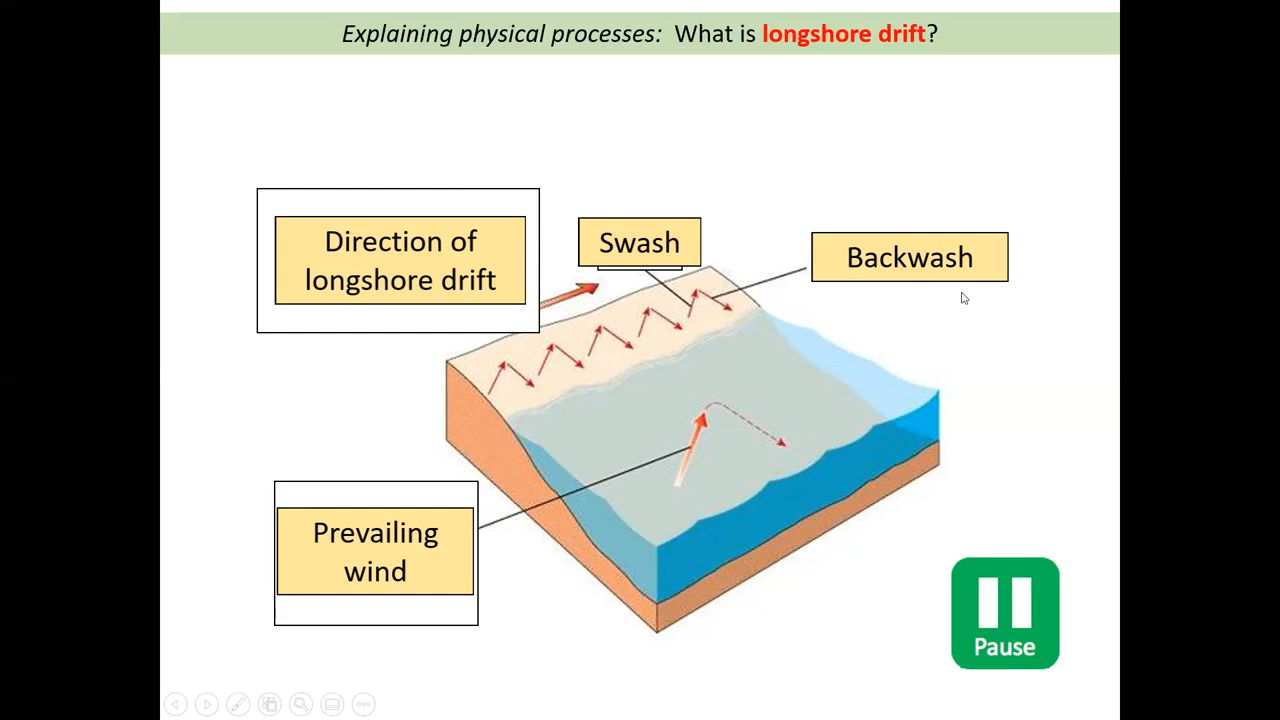 Explaining physical processes: What is longshore drift?
Direction of
longshore drift
Swash
Backwash
Prevailing
wind
Pause